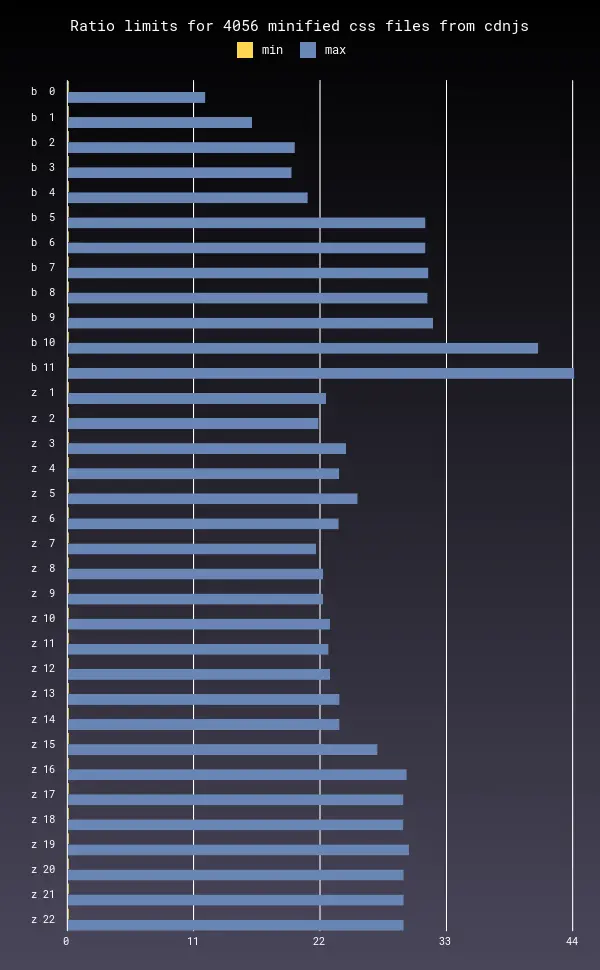 Ratio limits for 4056 minified css files from cdnjs
min max
b 0
b 1
b 2
b 3
b 4
b 5
b 6
b 7
b 8
b 9
b 10
b 11
z 1
z 2
z 3
z 4
z 5
z 6
z 7
z 8
z 9
z 10
z 11
z 12
z 13
z 14
z 15
z 16
z 17
z 18
z 19
z 20
z 21
z 22
0 11 22 33 44